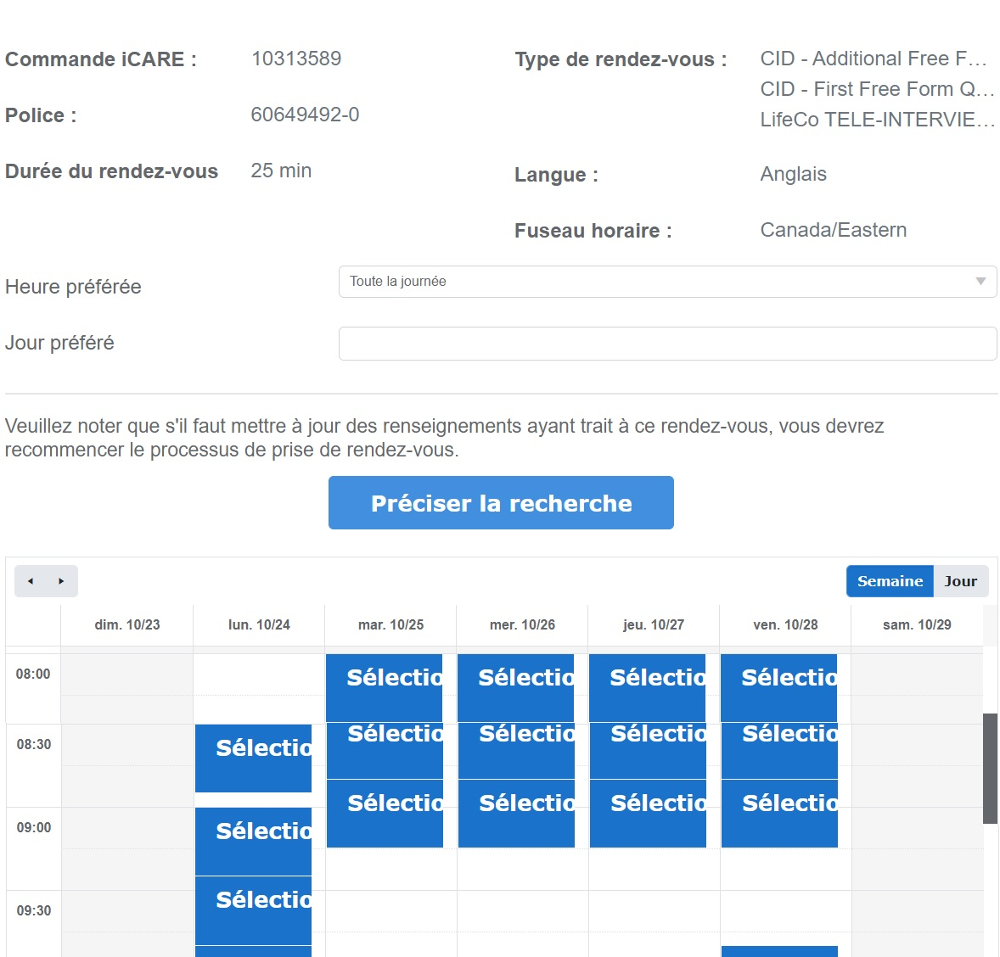 Commande iCARE : 10313589 Type de rendez-vous : CID - Additional Free F…
CID - First Free Form Q…
Police : 60649492-0 LifeCo TELE-INTERVIE…
Durée du rendez-vous 25 min Langue : Anglais
Fuseau horaire : Canada/Eastern
Heure préférée Toute la journée
Jour préféré
Veuillez noter que s'il faut mettre à jour des renseignements ayant trait à ce rendez-vous, vous devrez
recommencer le processus de prise de rendez-vous.
Préciser la recherche
Semaine Jour
dim. 10/23 lun. 10/24 mar. 10/25 mer. 10/26 jeu. 10/27 ven. 10/28 sam. 10/29
08:00 Sélectio Sélectio Sélectio Sélectio
Sélectio Sélectio Sélectio Sélectio
08:30 Sélectio
Sélectio Sélectio Sélectio Sélectio
09:00 Sélectio
Sélectio
09:30